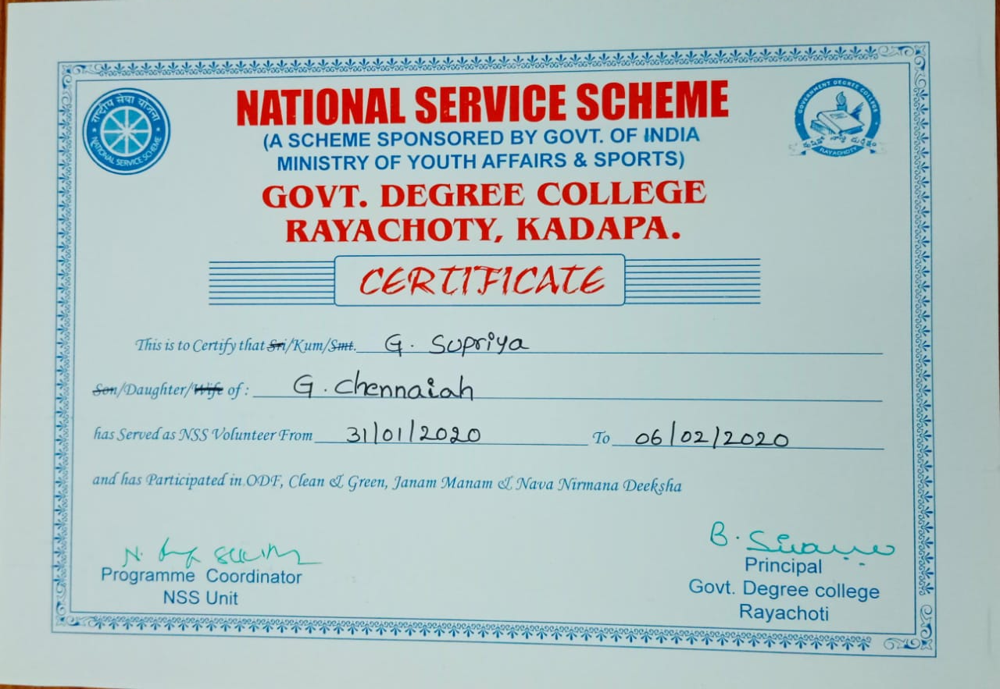 राष्ट्रीय सेवा योजना
NATIONAL SERVICE SCHEME
NATIONAL SERVICE SCHEME
(A SCHEME SPONSORED BY GOVT. OF INDIA
MINISTRY OF YOUTH AFFAIRS & SPORTS)
GOVERNMENT DEGREE COLLEGE
RAYACHOTY
GOVT. DEGREE COLLEGE
RAYACHOTY, KADAPA.
CERTIFICATE
This is to Certify that Sri/Kum/Smt. G. Supriya
Son/Daughter/Wife of : G. Chennaiah
has Served as NSS Volunteer From 31/01/2020 To 06/02/2020
and has Participated in ODF, Clean & Green, Janam Manam & Nava Nirmana Deeksha
N.
Programme Coordinator
NSS Unit
B.
Principal
Govt. Degree college
Rayachoti